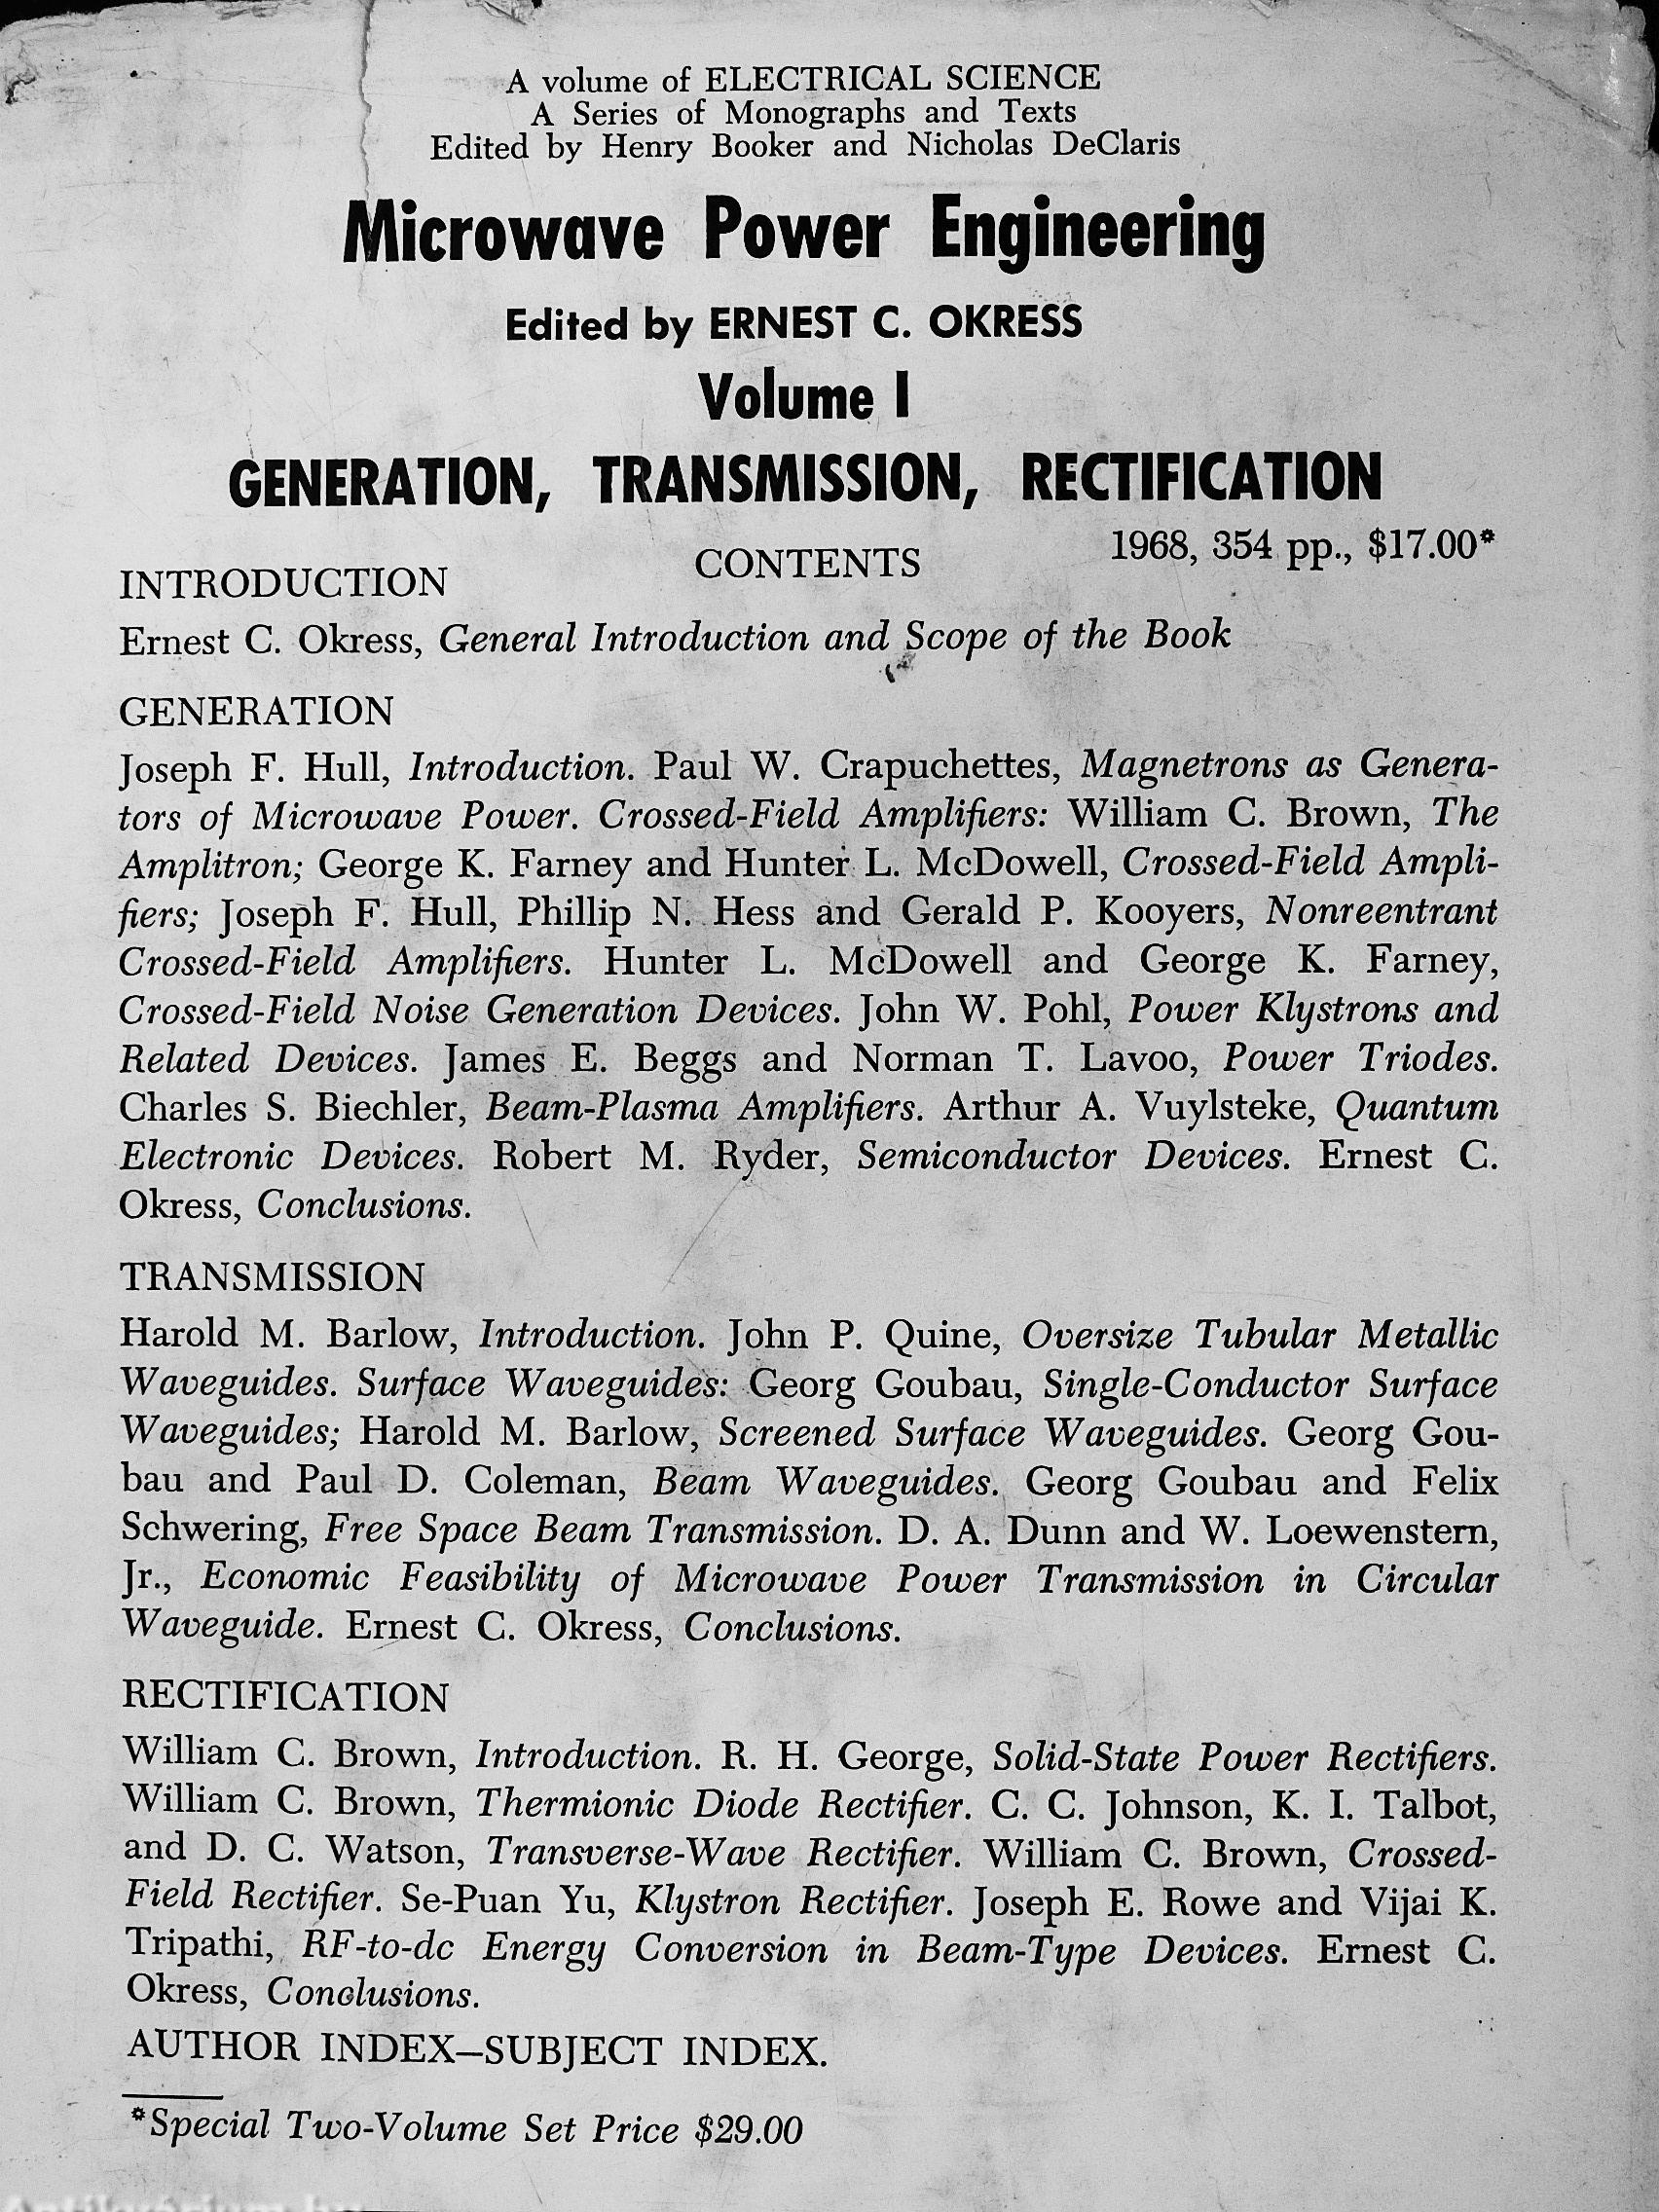 A volume of ELECTRICAL SCIENCE
A Series of Monographs and Texts
Edited by Henry Booker and Nicholas DeClaris
Microwave Power Engineering
Edited by ERNEST C. OKRESS
Volume I
GENERATION, TRANSMISSION, RECTIFICATION
1968, 354 pp., $17.00*
CONTENTS
INTRODUCTION
Ernest C. Okress, General Introduction and Scope of the Book
GENERATION
Joseph F. Hull, Introduction. Paul W. Crapuchettes, Magnetrons as Genera-
tors of Microwave Power. Crossed-Field Amplifiers: William C. Brown, The
Amplitron; George K. Farney and Hunter L. McDowell, Crossed-Field Ampli-
fiers; Joseph F. Hull, Phillip N. Hess and Gerald P. Kooyers, Nonreentrant
Crossed-Field Amplifiers. Hunter L. McDowell and George K. Farney,
Crossed-Field Noise Generation Devices. John W. Pohl, Power Klystrons and
Related Devices. James E. Beggs and Norman T. Lavoo, Power Triodes.
Charles S. Biechler, Beam-Plasma Amplifiers. Arthur A. Vuylsteke, Quantum
Electronic Devices. Robert M. Ryder, Semiconductor Devices. Ernest C.
Okress, Conclusions.
TRANSMISSION
Harold M. Barlow, Introduction. John P. Quine, Oversize Tubular Metallic
Waveguides. Surface Waveguides: Georg Goubau, Single-Conductor Surface
Waveguides; Harold M. Barlow, Screened Surface Waveguides. Georg Gou-
bau and Paul D. Coleman, Beam Waveguides. Georg Goubau and Felix
Schwering, Free Space Beam Transmission. D. A. Dunn and W. Loewenstern,
Jr., Economic Feasibility of Microwave Power Transmission in Circular
Waveguide. Ernest C. Okress, Conclusions.
RECTIFICATION
William C. Brown, Introduction. R. H. George, Solid-State Power Rectifiers.
William C. Brown, Thermionic Diode Rectifier. C. C. Johnson, K. I. Talbot,
and D. C. Watson, Transverse-Wave Rectifier. William C. Brown, Crossed-
Field Rectifier. Se-Puan Yu, Klystron Rectifier. Joseph E. Rowe and Vijai K.
Tripathi, RF-to-dc Energy Conversion in Beam-Type Devices. Ernest C.
Okress, Conclusions.
AUTHOR INDEX—SUBJECT INDEX.
*Special Two-Volume Set Price $29.00